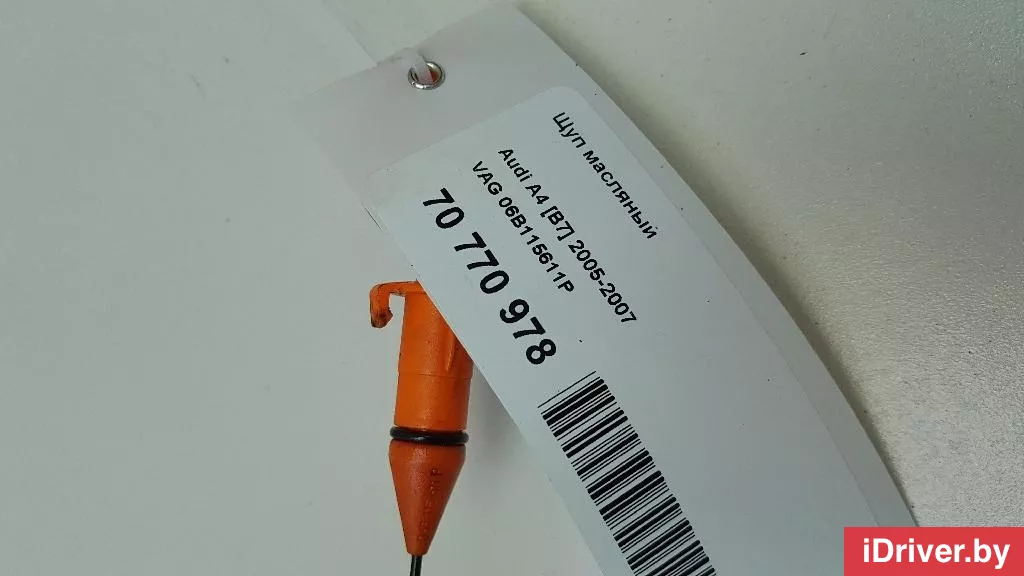 Щуп масляный
Audi A4 [B7] 2005-2007
VAG 06B115611P
70 770 978
iDriver.by